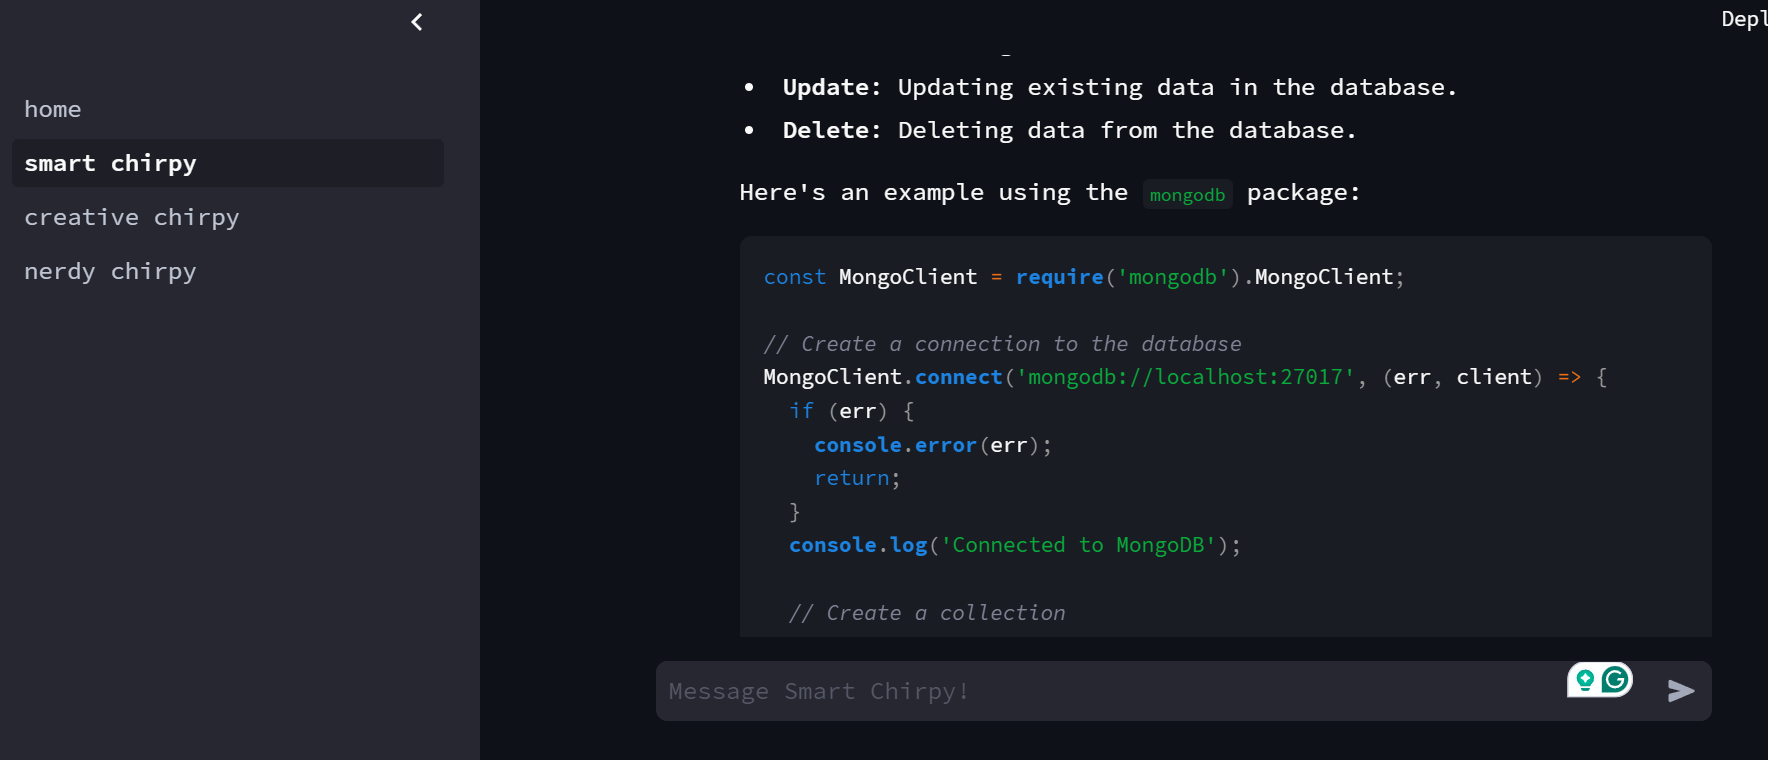 home
smart chirpy
creative chirpy
nerdy chirpy
• Update: Updating existing data in the database.
• Delete: Deleting data from the database.
Here's an example using the mongodb package:
const MongoClient = require('mongodb').MongoClient;
// Create a connection to the database
MongoClient.connect('mongodb://localhost:27017', (err, client) => {
  if (err) {
    console.error(err);
    return;
  }
  console.log('Connected to MongoDB');
  // Create a collection
Message Smart Chirpy!